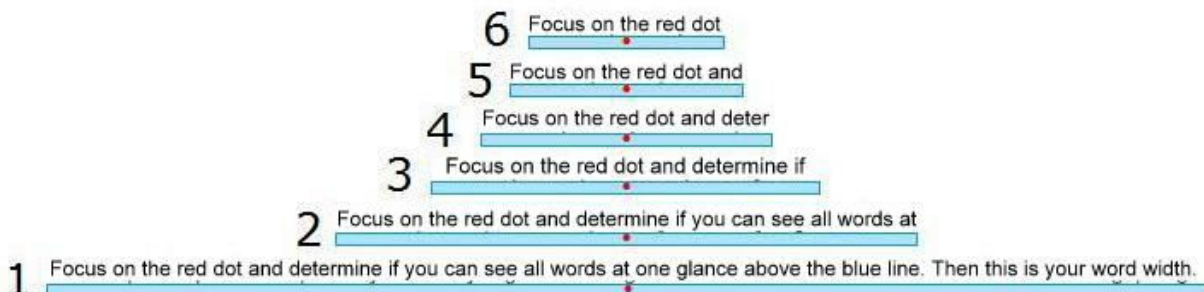 6 Focus on the red dot
5 Focus on the red dot and
4 Focus on the red dot and deter
3 Focus on the red dot and determine if
2 Focus on the red dot and determine if you can see all words at
1 Focus on the red dot and determine if you can see all words at one glance above the blue line. Then this is your word width.